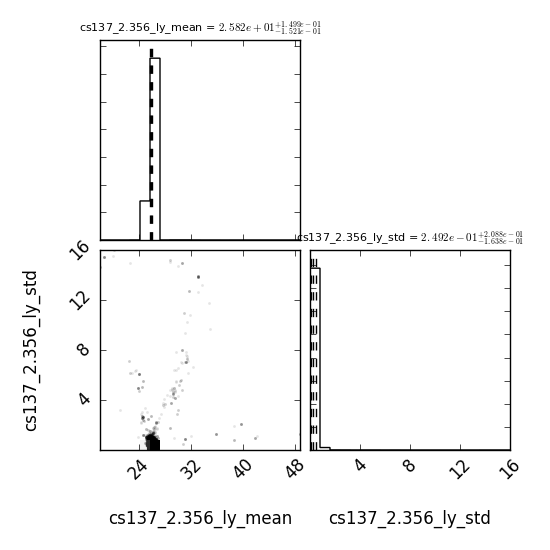 cs137_2.356_ly_mean = 2.582e+01 +1.499e−01 −1.521e−01
cs137_2.356_ly_std = 2.492e−01 +2.088e−01 −1.638e−01
16
12
8
4
cs137_2.356_ly_std
24 32 40 48
4 8 12 16
cs137_2.356_ly_mean
cs137_2.356_ly_std